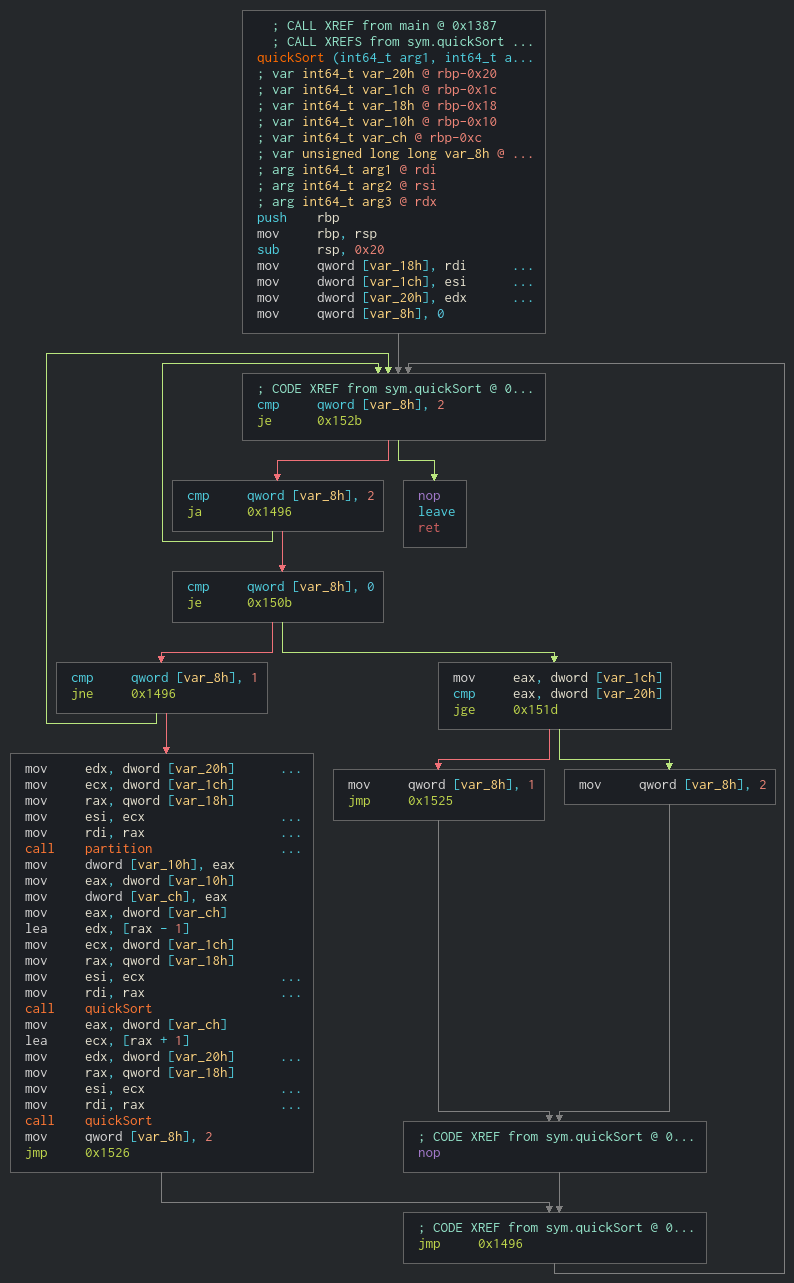 ; CALL XREF from main @ 0x1387
; CALL XREFS from sym.quickSort ...
quickSort (int64_t arg1, int64_t a...
; var int64_t var_20h @ rbp-0x20
; var int64_t var_1ch @ rbp-0x1c
; var int64_t var_18h @ rbp-0x18
; var int64_t var_10h @ rbp-0x10
; var int64_t var_ch @ rbp-0xc
; var unsigned long long var_8h @ ...
; arg int64_t arg1 @ rdi
; arg int64_t arg2 @ rsi
; arg int64_t arg3 @ rdx
push rbp
mov rbp, rsp
sub rsp, 0x20
mov qword [var_18h], rdi ...
mov dword [var_1ch], esi ...
mov dword [var_20h], edx ...
mov qword [var_8h], 0
; CODE XREF from sym.quickSort @ 0...
cmp qword [var_8h], 2
je 0x152b
cmp qword [var_8h], 2
ja 0x1496
nop
leave
ret
cmp qword [var_8h], 0
je 0x150b
cmp qword [var_8h], 1
jne 0x1496
mov eax, dword [var_1ch]
cmp eax, dword [var_20h]
jge 0x151d
mov edx, dword [var_20h] ...
mov ecx, dword [var_1ch]
mov rax, qword [var_18h]
mov esi, ecx ...
mov rdi, rax ...
call partition ...
mov dword [var_10h], eax
mov eax, dword [var_10h]
mov dword [var_ch], eax
mov eax, dword [var_ch]
lea edx, [rax - 1]
mov ecx, dword [var_1ch]
mov rax, qword [var_18h]
mov esi, ecx ...
mov rdi, rax ...
call quickSort
mov eax, dword [var_ch]
lea ecx, [rax + 1]
mov edx, dword [var_20h] ...
mov rax, qword [var_18h]
mov esi, ecx ...
mov rdi, rax ...
call quickSort
mov qword [var_8h], 2
jmp 0x1526
mov qword [var_8h], 1
jmp 0x1525
mov qword [var_8h], 2
; CODE XREF from sym.quickSort @ 0...
nop
; CODE XREF from sym.quickSort @ 0...
jmp 0x1496